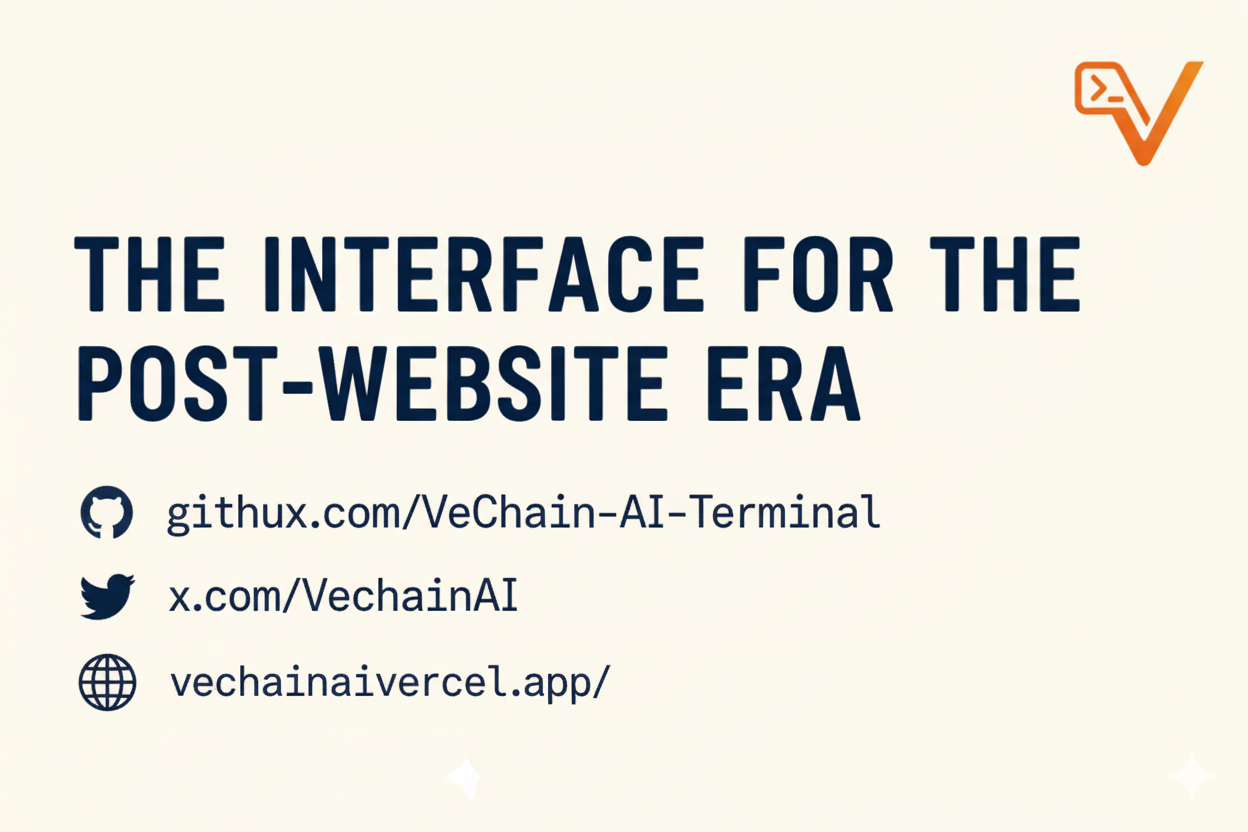 THE INTERFACE FOR THE
POST-WEBSITE ERA
githux.com/VeChain-AI-Terminal
x.com/VechainAI
vechainaivercel.app/